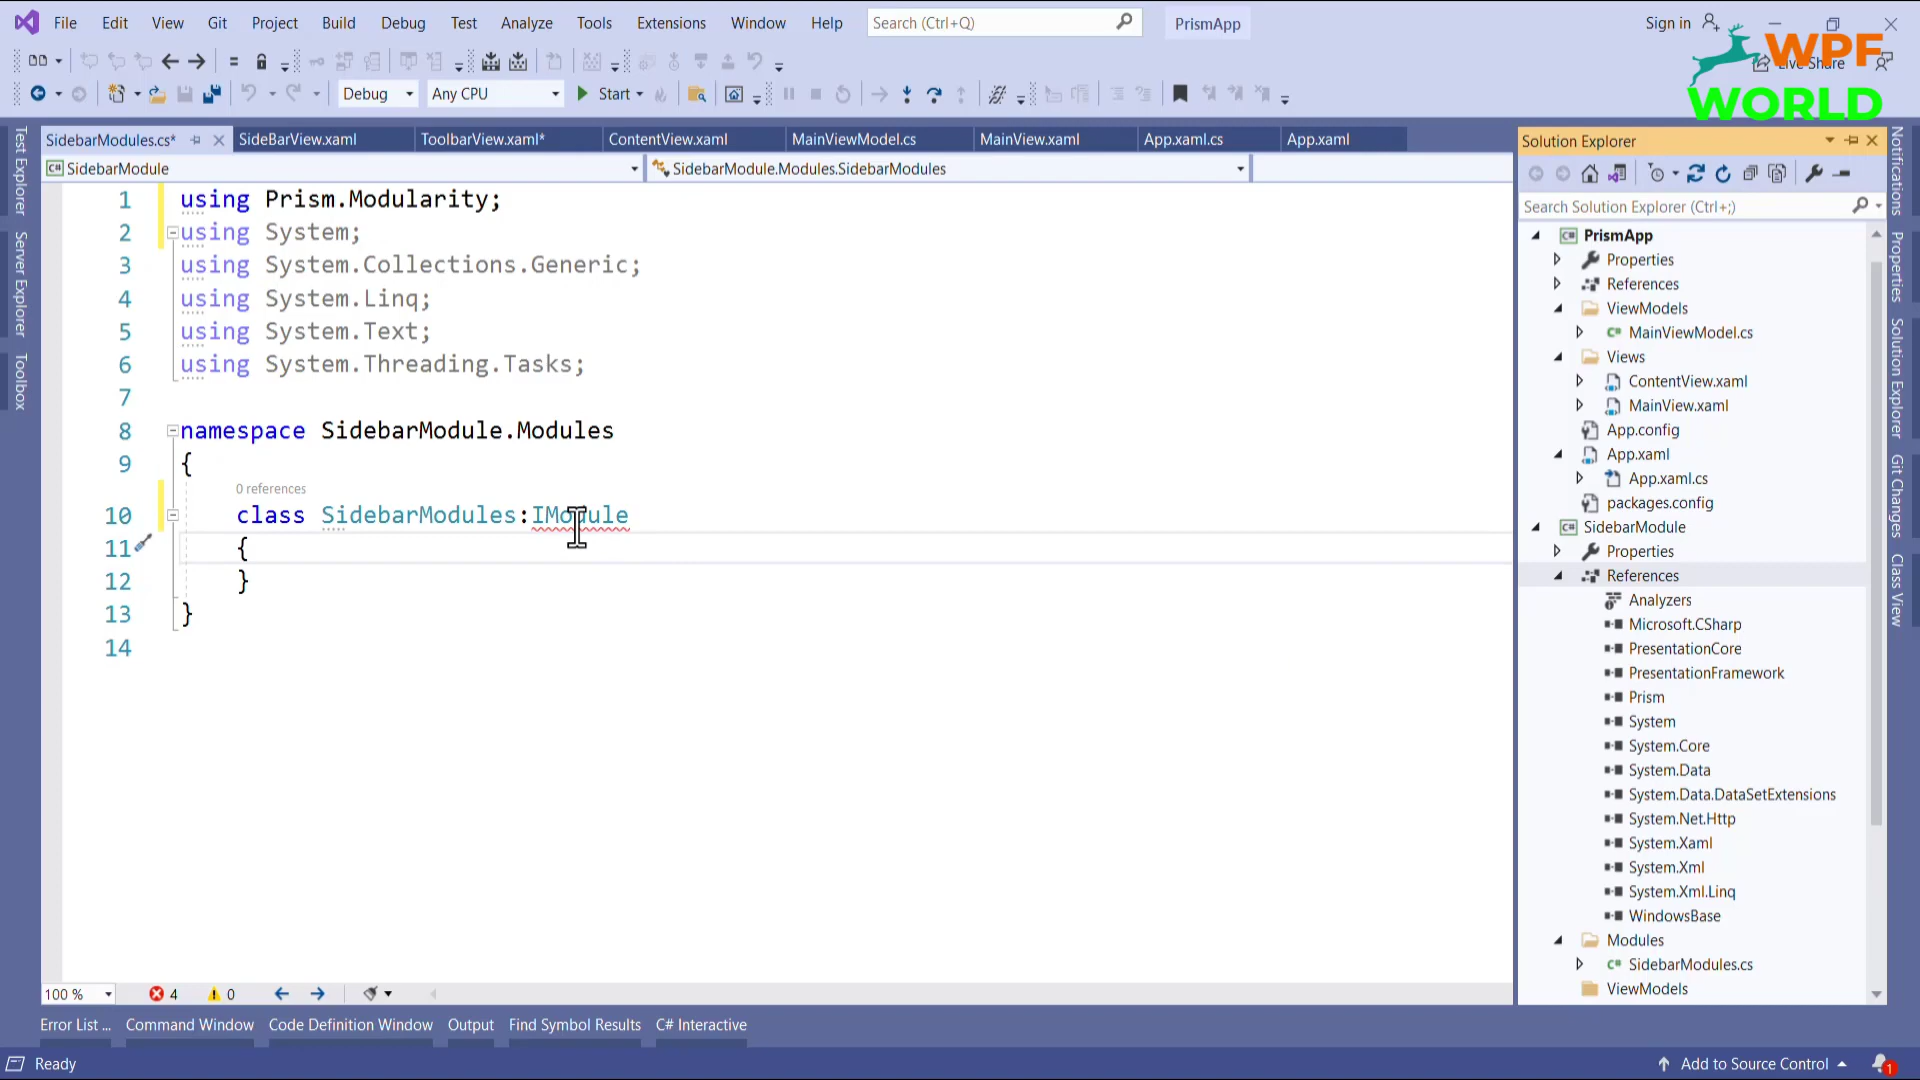 File Edit View Git Project Build Debug Test Analyze Tools Extensions Window Help Search (Ctrl+Q) PrismApp Sign in
WPF
Live Share
WORLD
Debug Any CPU Start
SidebarModules.cs* SideBarView.xaml ToolbarView.xaml* ContentView.xaml MainViewModel.cs MainView.xaml App.xaml.cs App.xaml
SidebarModule SidebarModule.Modules.SidebarModules
1 using Prism.Modularity;
2 using System;
3 using System.Collections.Generic;
4 using System.Linq;
5 using System.Text;
6 using System.Threading.Tasks;
7
8 namespace SidebarModule.Modules
9 {
0 references
10 class SidebarModules:IModule
11 {
12 }
13 }
14
100 % 4 0
Error List ... Command Window Code Definition Window Output Find Symbol Results C# Interactive
Ready Add to Source Control 1
Test Explorer
Server Explorer
Toolbox
Solution Explorer
Search Solution Explorer (Ctrl+;)
C# PrismApp
Properties
References
ViewModels
C# MainViewModel.cs
Views
ContentView.xaml
MainView.xaml
App.config
App.xaml
App.xaml.cs
packages.config
C# SidebarModule
Properties
References
Analyzers
Microsoft.CSharp
PresentationCore
PresentationFramework
Prism
System
System.Core
System.Data
System.Data.DataSetExtensions
System.Net.Http
System.Xaml
System.Xml
System.Xml.Linq
WindowsBase
Modules
C# SidebarModules.cs
ViewModels
Notifications
Properties
Solution Explorer
Git Changes
Class View